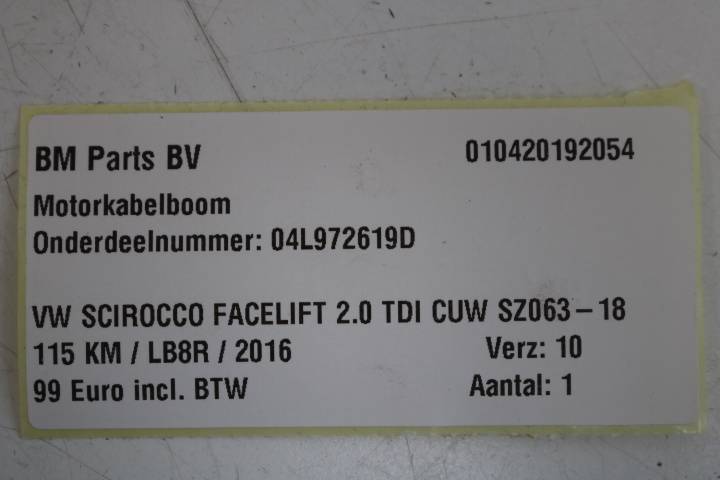 BM Parts BV 010420192054
Motorkabelboom
Onderdeelnummer: 04L972619D
VW SCIROCCO FACELIFT 2.0 TDI CUW SZ063-18
115 KM / LB8R / 2016 Verz: 10
99 Euro incl. BTW Aantal: 1